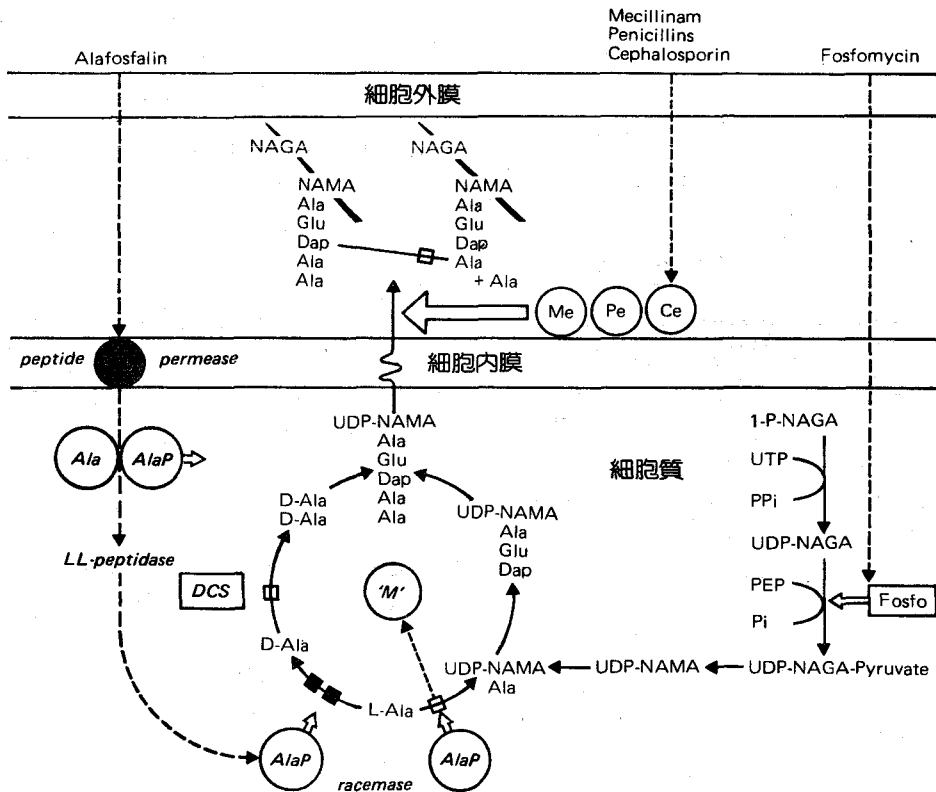 Mecillinam
Penicillins
Cephalosporin
Alafosfalin
Fosfomycin
細胞外膜
NAGA
NAGA
NAMA
Ala
Glu
Dap
Ala
Ala
NAMA
Ala
Glu
Dap
Ala
+ Ala
Me
Pe
Ce
peptide
permease
細胞内膜
Ala
AlaP
LL-peptidase
UDP-NAMA
Ala
Glu
Dap
Ala
Ala
細胞質
1-P-NAGA
UTP
PPi
UDP-NAGA
PEP
Pi
Fosfo
UDP-NAGA-Pyruvate
UDP-NAMA
UDP-NAMA
Ala
UDP-NAMA
Ala
Glu
Dap
D-Ala
D-Ala
DCS
'M'
D-Ala
L-Ala
AlaP
racemase
AlaP